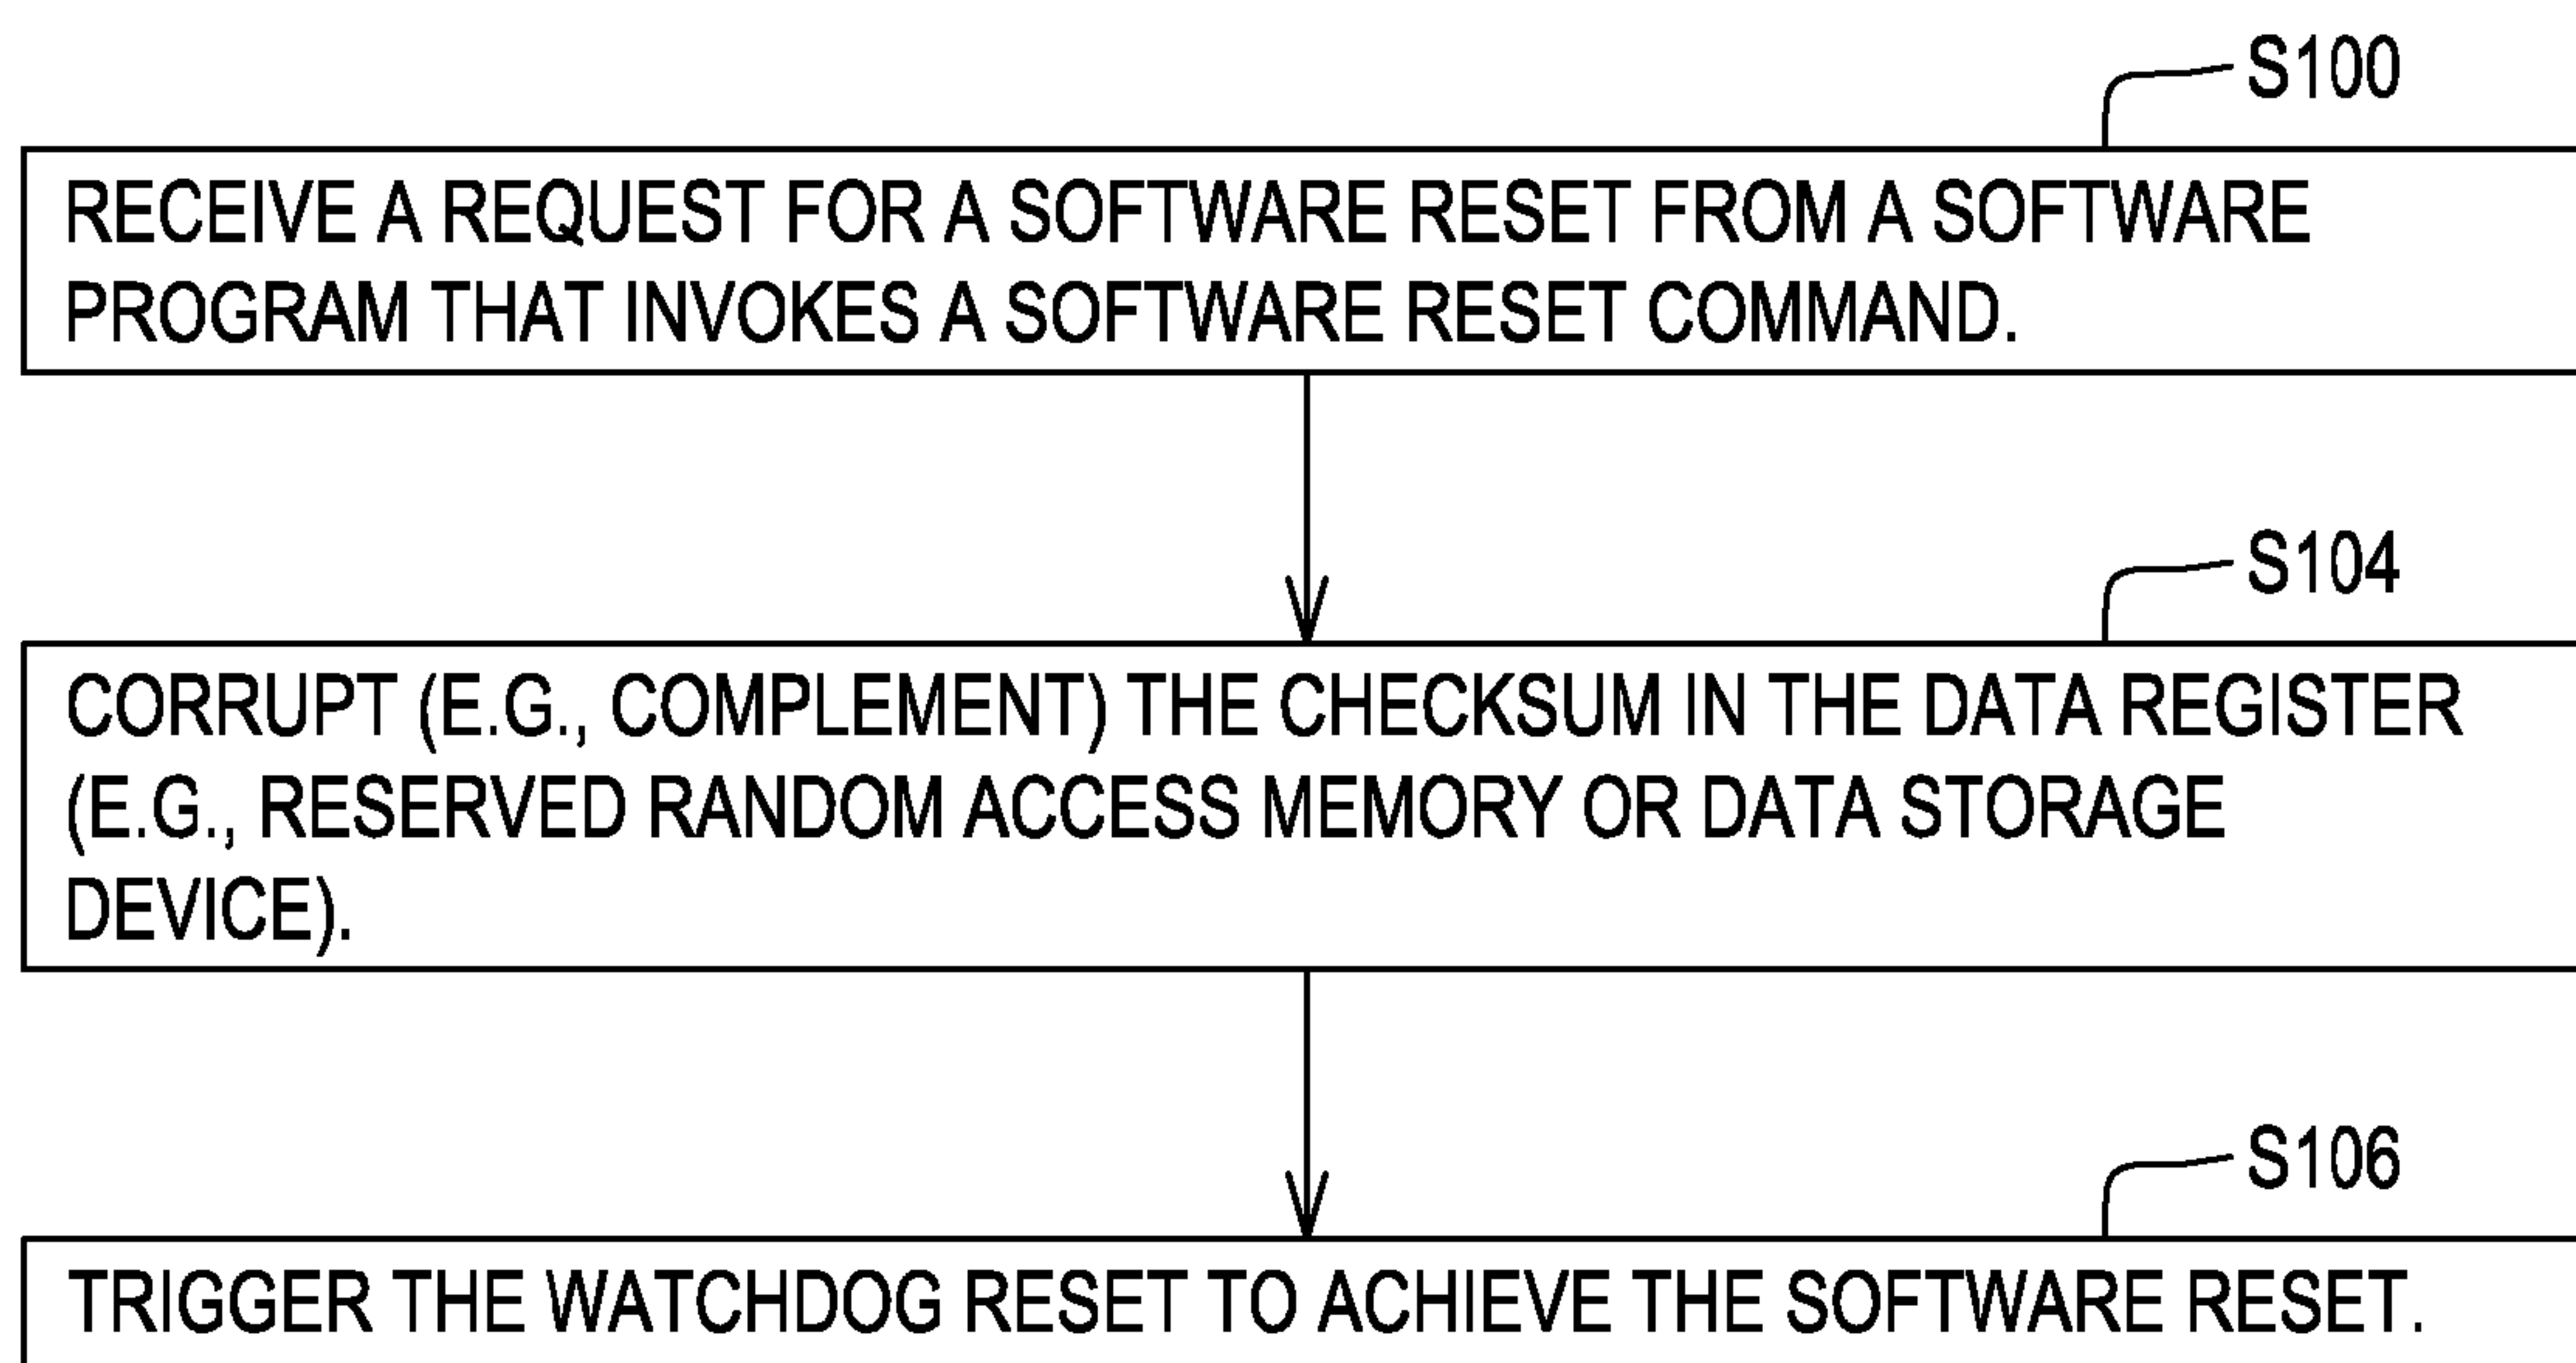 S100
RECEIVE A REQUEST FOR A SOFTWARE RESET FROM A SOFTWARE
PROGRAM THAT INVOKES A SOFTWARE RESET COMMAND.
S104
CORRUPT (E.G., COMPLEMENT) THE CHECKSUM IN THE DATA REGISTER
(E.G., RESERVED RANDOM ACCESS MEMORY OR DATA STORAGE
DEVICE).
S106
TRIGGER THE WATCHDOG RESET TO ACHIEVE THE SOFTWARE RESET.